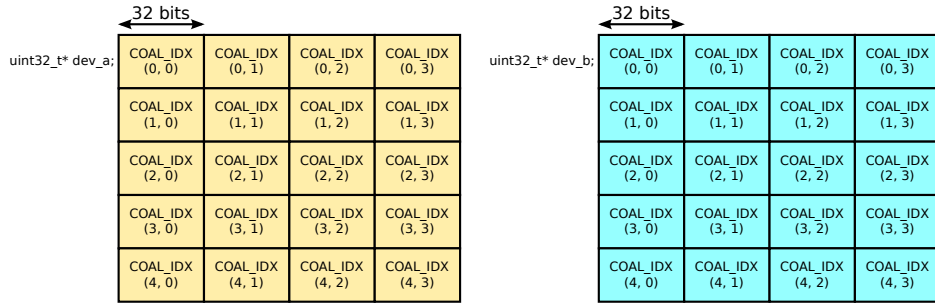 32 bits
32 bits
uint32_t* dev_a;
COAL_IDX
(0, 0)
COAL_IDX
(0, 1)
COAL_IDX
(0, 2)
COAL_IDX
(0, 3)
COAL_IDX
(1, 0)
COAL_IDX
(1, 1)
COAL_IDX
(1, 2)
COAL_IDX
(1, 3)
COAL_IDX
(2, 0)
COAL_IDX
(2, 1)
COAL_IDX
(2, 2)
COAL_IDX
(2, 3)
COAL_IDX
(3, 0)
COAL_IDX
(3, 1)
COAL_IDX
(3, 2)
COAL_IDX
(3, 3)
COAL_IDX
(4, 0)
COAL_IDX
(4, 1)
COAL_IDX
(4, 2)
COAL_IDX
(4, 3)
uint32_t* dev_b;
COAL_IDX
(0, 0)
COAL_IDX
(0, 1)
COAL_IDX
(0, 2)
COAL_IDX
(0, 3)
COAL_IDX
(1, 0)
COAL_IDX
(1, 1)
COAL_IDX
(1, 2)
COAL_IDX
(1, 3)
COAL_IDX
(2, 0)
COAL_IDX
(2, 1)
COAL_IDX
(2, 2)
COAL_IDX
(2, 3)
COAL_IDX
(3, 0)
COAL_IDX
(3, 1)
COAL_IDX
(3, 2)
COAL_IDX
(3, 3)
COAL_IDX
(4, 0)
COAL_IDX
(4, 1)
COAL_IDX
(4, 2)
COAL_IDX
(4, 3)